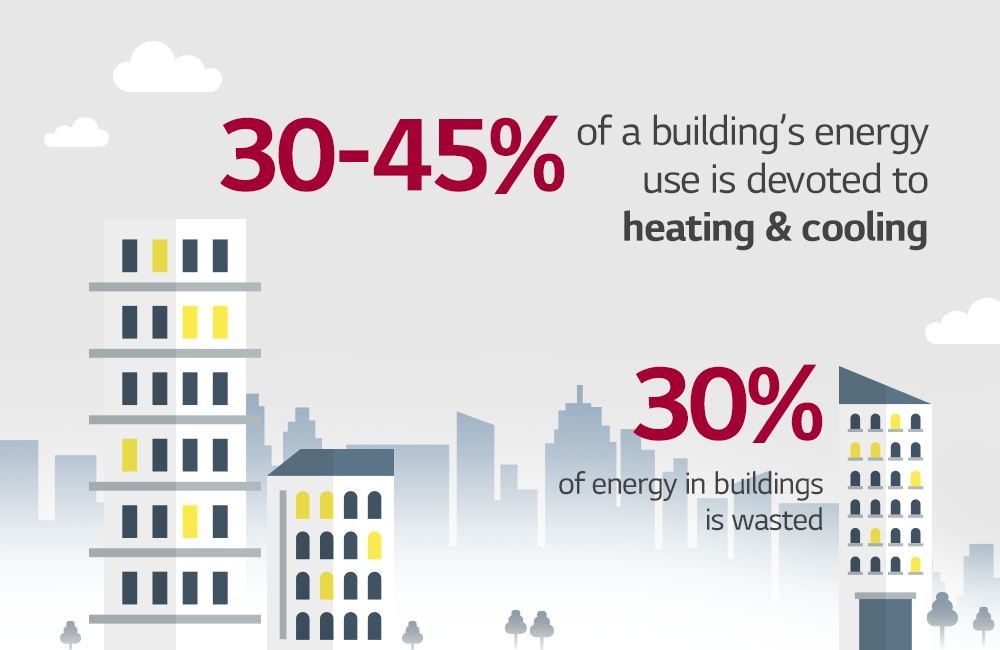 30-45% of a building’s energy
use is devoted to
heating & cooling
30%
of energy in buildings
is wasted